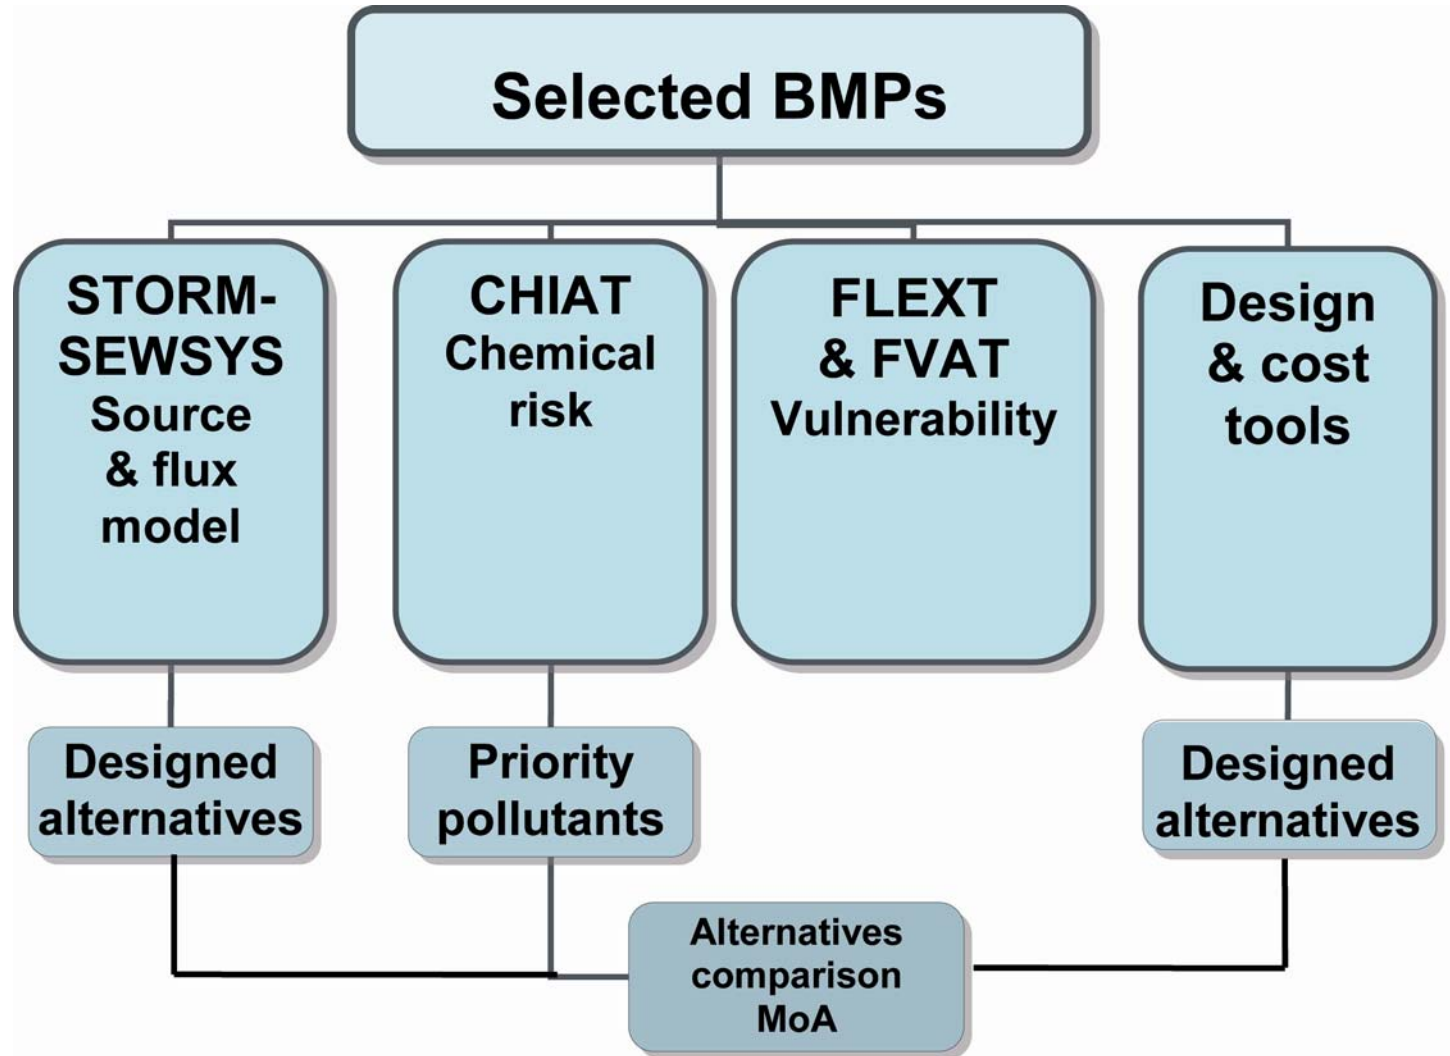 Selected BMPs
STORM-
SEWSYS
Source
& flux
model
CHIAT
Chemical
risk
FLEXT
& FVAT
Vulnerability
Design
& cost
tools
Designed
alternatives
Priority
pollutants
Designed
alternatives
Alternatives
comparison
MoA